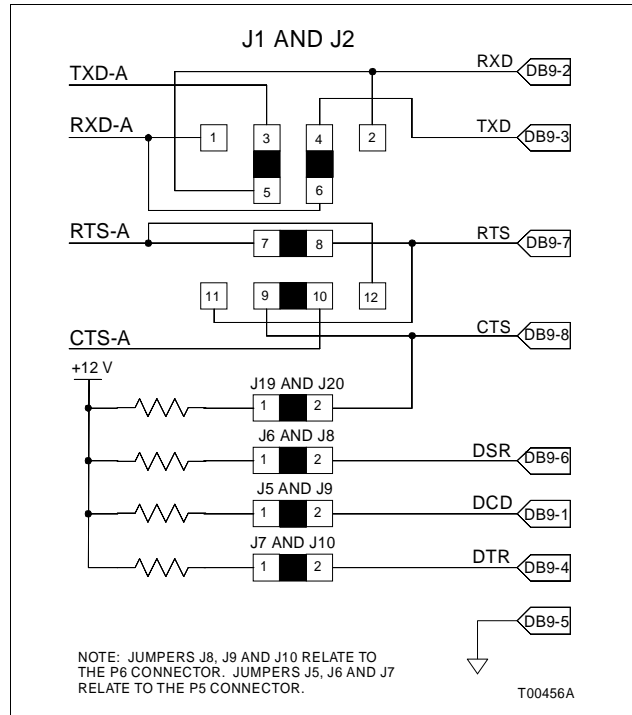 J1 AND J2
TXD-A
RXD
DB9-2
RXD-A
1
3
4
2
TXD
DB9-3
5
6
RTS-A
7
8
RTS
DB9-7
11
9
10
12
CTS-A
CTS
DB9-8
+12 V
J19 AND J20
1
2
J6 AND J8
1
2
DSR
DB9-6
J5 AND J9
1
2
DCD
DB9-1
J7 AND J10
1
2
DTR
DB9-4
DB9-5
NOTE: JUMPERS J8, J9 AND J10 RELATE TO
THE P6 CONNECTOR. JUMPERS J5, J6 AND J7
RELATE TO THE P5 CONNECTOR.
T00456A